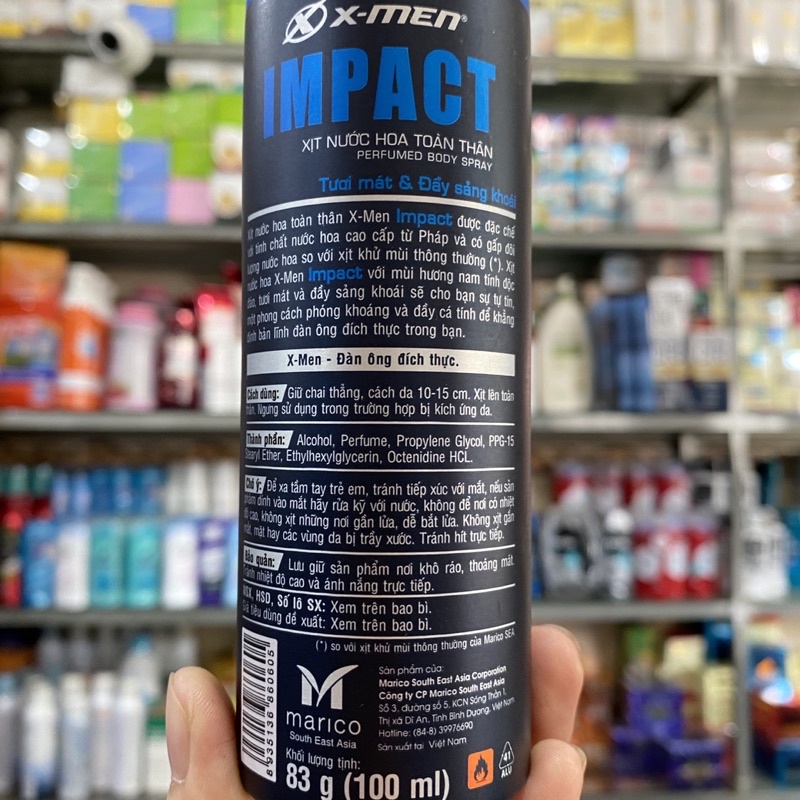 X-MEN®
IMPACT
XỊT NƯỚC HOA TOÀN THÂN
PERFUMED BODY SPRAY
Tươi mát & Đầy sảng khoái
Xịt nước hoa toàn thân X-Men Impact được đặc chế
với tinh chất nước hoa cao cấp từ Pháp và có gấp đôi
lượng nước hoa so với xịt khử mùi thông thường (*). Xịt
nước hoa X-Men Impact với mùi hương nam tính độc
đáo, tươi mát và đầy sảng khoái sẽ cho bạn sự tự tin,
một phong cách phóng khoáng và đầy cá tính để khẳng
định bản lĩnh đàn ông đích thực trong bạn.
X-Men - Đàn ông đích thực.
Cách dùng: Giữ chai thẳng, cách da 10-15 cm. Xịt lên toàn
thân. Ngưng sử dụng trong trường hợp bị kích ứng da.
Thành phần: Alcohol, Perfume, Propylene Glycol, PPG-15
Stearyl Ether, Ethylhexylglycerin, Octenidine HCL.
Chú ý: Để xa tầm tay trẻ em, tránh tiếp xúc với mắt, nếu sản
phẩm dính vào mắt hãy rửa kỹ với nước, không để nơi có nhiệt
độ cao, không xịt những nơi gần lửa, dễ bắt lửa. Không xịt gần
mắt, mặt hay các vùng da bị trầy xước. Tránh hít trực tiếp.
Bảo quản: Lưu giữ sản phẩm nơi khô ráo, thoáng mát,
tránh nhiệt độ cao và ánh nắng trực tiếp.
NSX, HSD, Số lô SX: Xem trên bao bì.
Giá tiêu dùng đề xuất: Xem trên bao bì.
(*) so với xịt khử mùi thông thường của Marico SEA
8 935136 860605
marico
South East Asia
Sản phẩm của:
Marico South East Asia Corporation
Công ty CP Marico South East Asia
Số 3, đường số 5, KCN Sóng Thần 1,
Thị xã Dĩ An, Tỉnh Bình Dương, Việt Nam
Hotline: (84-8) 39976690
Sản xuất tại Việt Nam
Khối lượng tịnh:
83 g (100 ml)
41
ALU